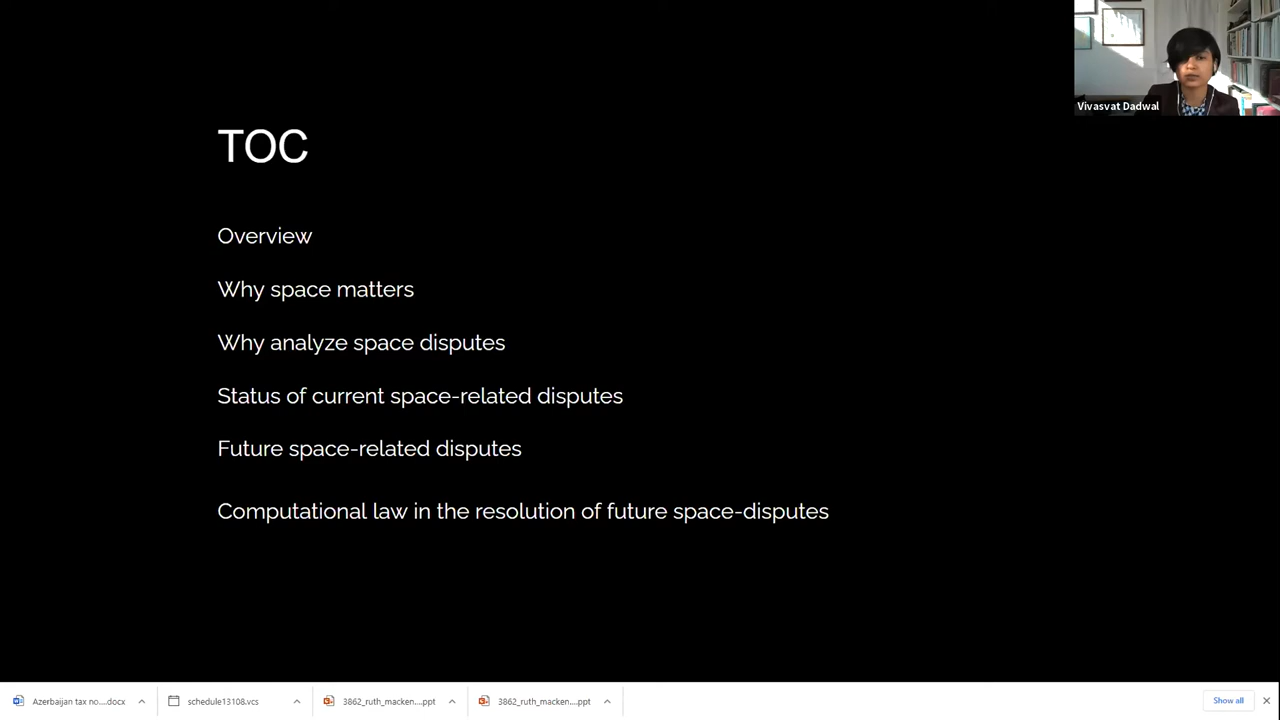 Vivasvat Dadwal
TOC
Overview
Why space matters
Why analyze space disputes
Status of current space-related disputes
Future space-related disputes
Computational law in the resolution of future space-disputes
Azerbaijan tax no....docx
schedule13108.vcs
3862_ruth_macken....ppt
3862_ruth_macken....ppt
Show all